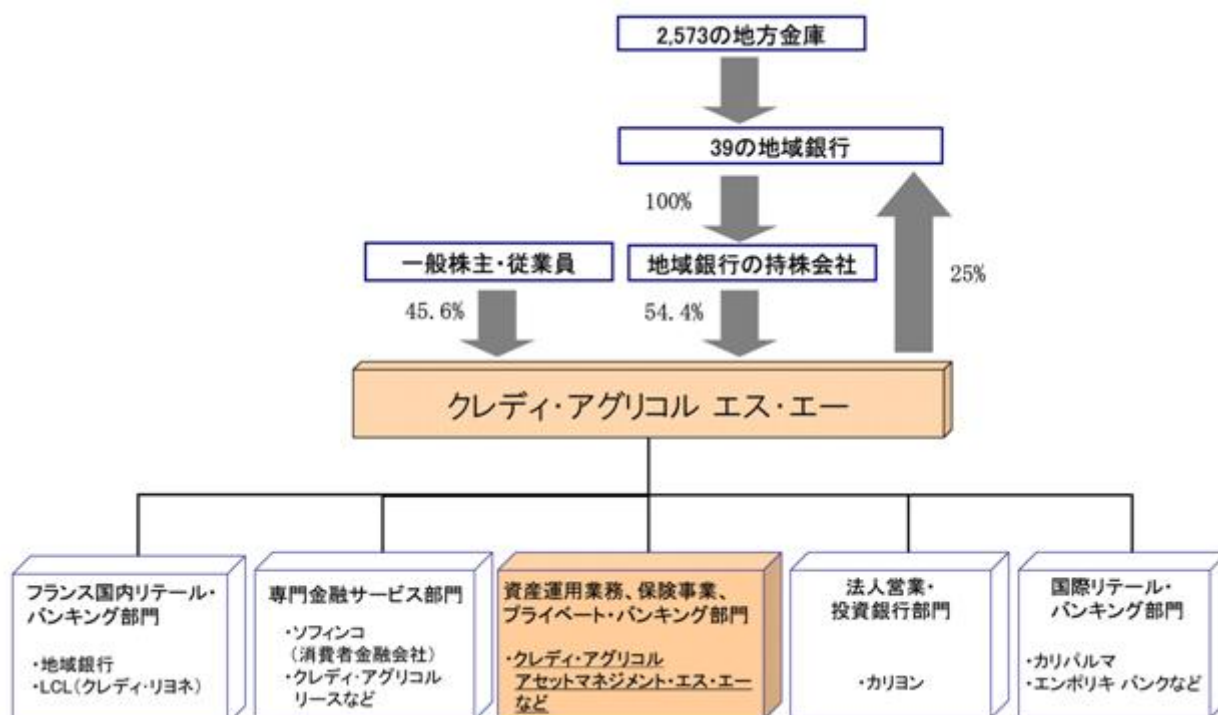 2,573の地方金庫
39の地域銀行
100%
一般株主・従業員
地域銀行の持株会社
25%
45.6%
54.4%
クレディ・アグリコル エス・エー
フランス国内リテール・
バンキング部門
・地域銀行
・LCL(クレディ・リヨネ)
専門金融サービス部門
・ソフィンコ
(消費者金融会社)
・クレディ・アグリコル
リースなど
資産運用業務、保険事業、
プライベート・バンキング部門
・クレディ・アグリコル
アセットマネジメント・エス・エー
など
法人営業・
投資銀行部門
・カリヨン
国際リテール・
バンキング部門
・カリパルマ
・エンポリキ バンクなど